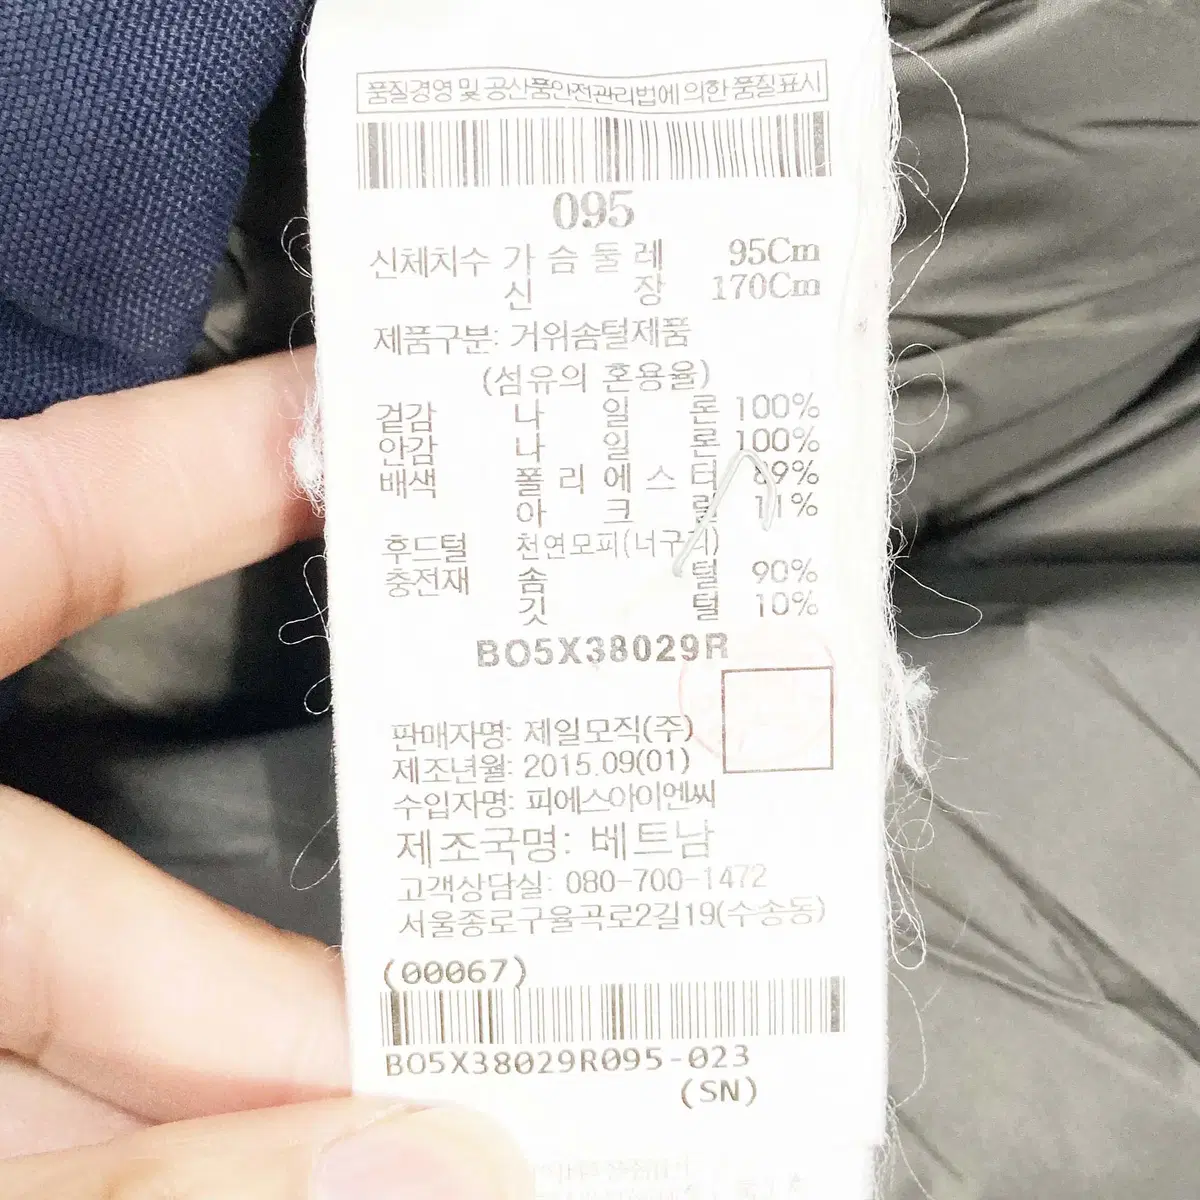 품질경영 및 공산품안전관리법에 의한 품질표시
095
신체치수 가 슴 둘 레 95Cm
신 장 170Cm
제품구분: 거위솜털제품
(섬유의 혼용율)
겉감 나 일 론 100%
안감 나 일 론 100%
배색 폴 리 에 스 터 89%
아 크 릴 11%
후드털 천연모피(너구리)
충전재 솜 털 90%
깃 털 10%
BO5X38029R
판매자명: 제일모직(주)
제조년월: 2015.09(01)
수입자명: 피에스아이엔씨
제조국명: 베트남
고객상담실: 080-700-1472
서울종로구율곡로2길19(수송동)
(00067)
BO5X38029R095-023
(SN)